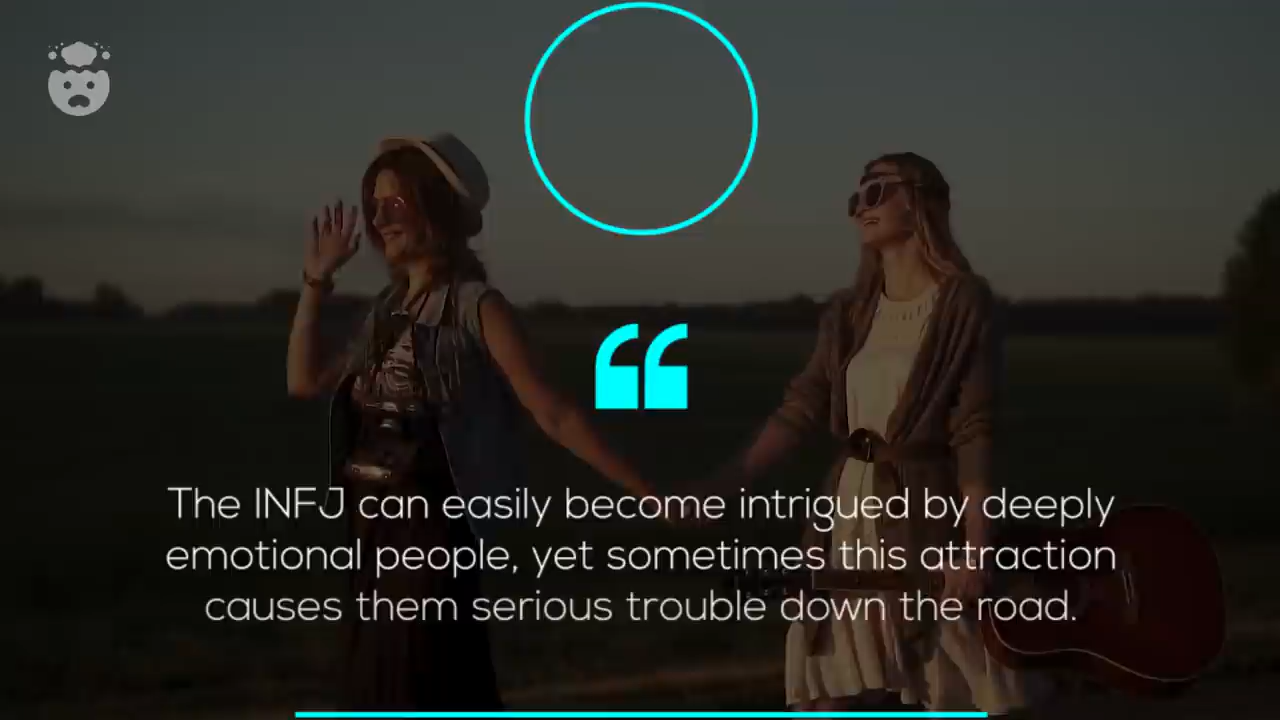 The INFJ can easily become intrigued by deeply
emotional people, yet sometimes this attraction
causes them serious trouble down the road.